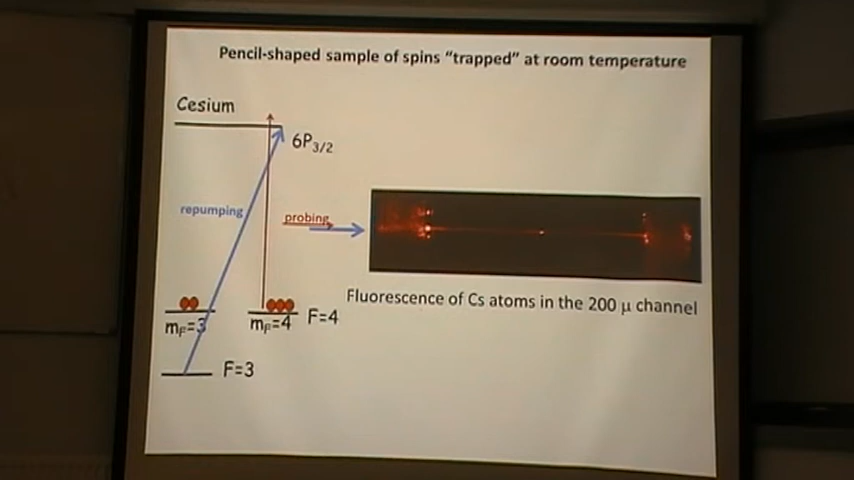 Pencil-shaped sample of spins “trapped” at room temperature
Cesium
6P3/2
repumping
probing
Fluorescence of Cs atoms in the 200 μ channel
mF=3
mF=4
F=4
F=3